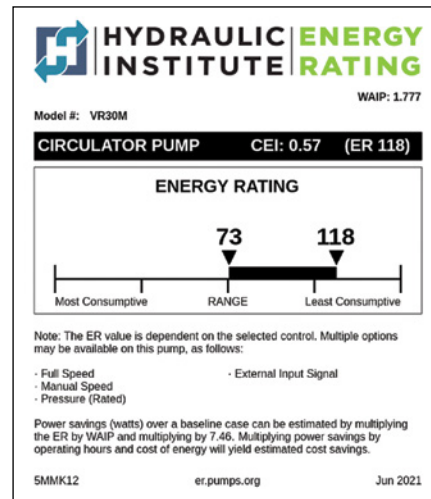 HYDRAULIC ENERGY
INSTITUTE RATING
WAIP: 1.777
Model #: VR30M
CIRCULATOR PUMP CEI: 0.57 (ER 118)
ENERGY RATING
73 118
Most Consumptive RANGE Least Consumptive
Note: The ER value is dependent on the selected control. Multiple options
may be available on this pump, as follows:
· Full Speed · External Input Signal
· Manual Speed
· Pressure (Rated)
Power savings (watts) over a baseline case can be estimated by multiplying
the ER by WAIP and multiplying by 7.46. Multiplying power savings by
operating hours and cost of energy will yield estimated cost savings.
5MMK12 er.pumps.org Jun 2021